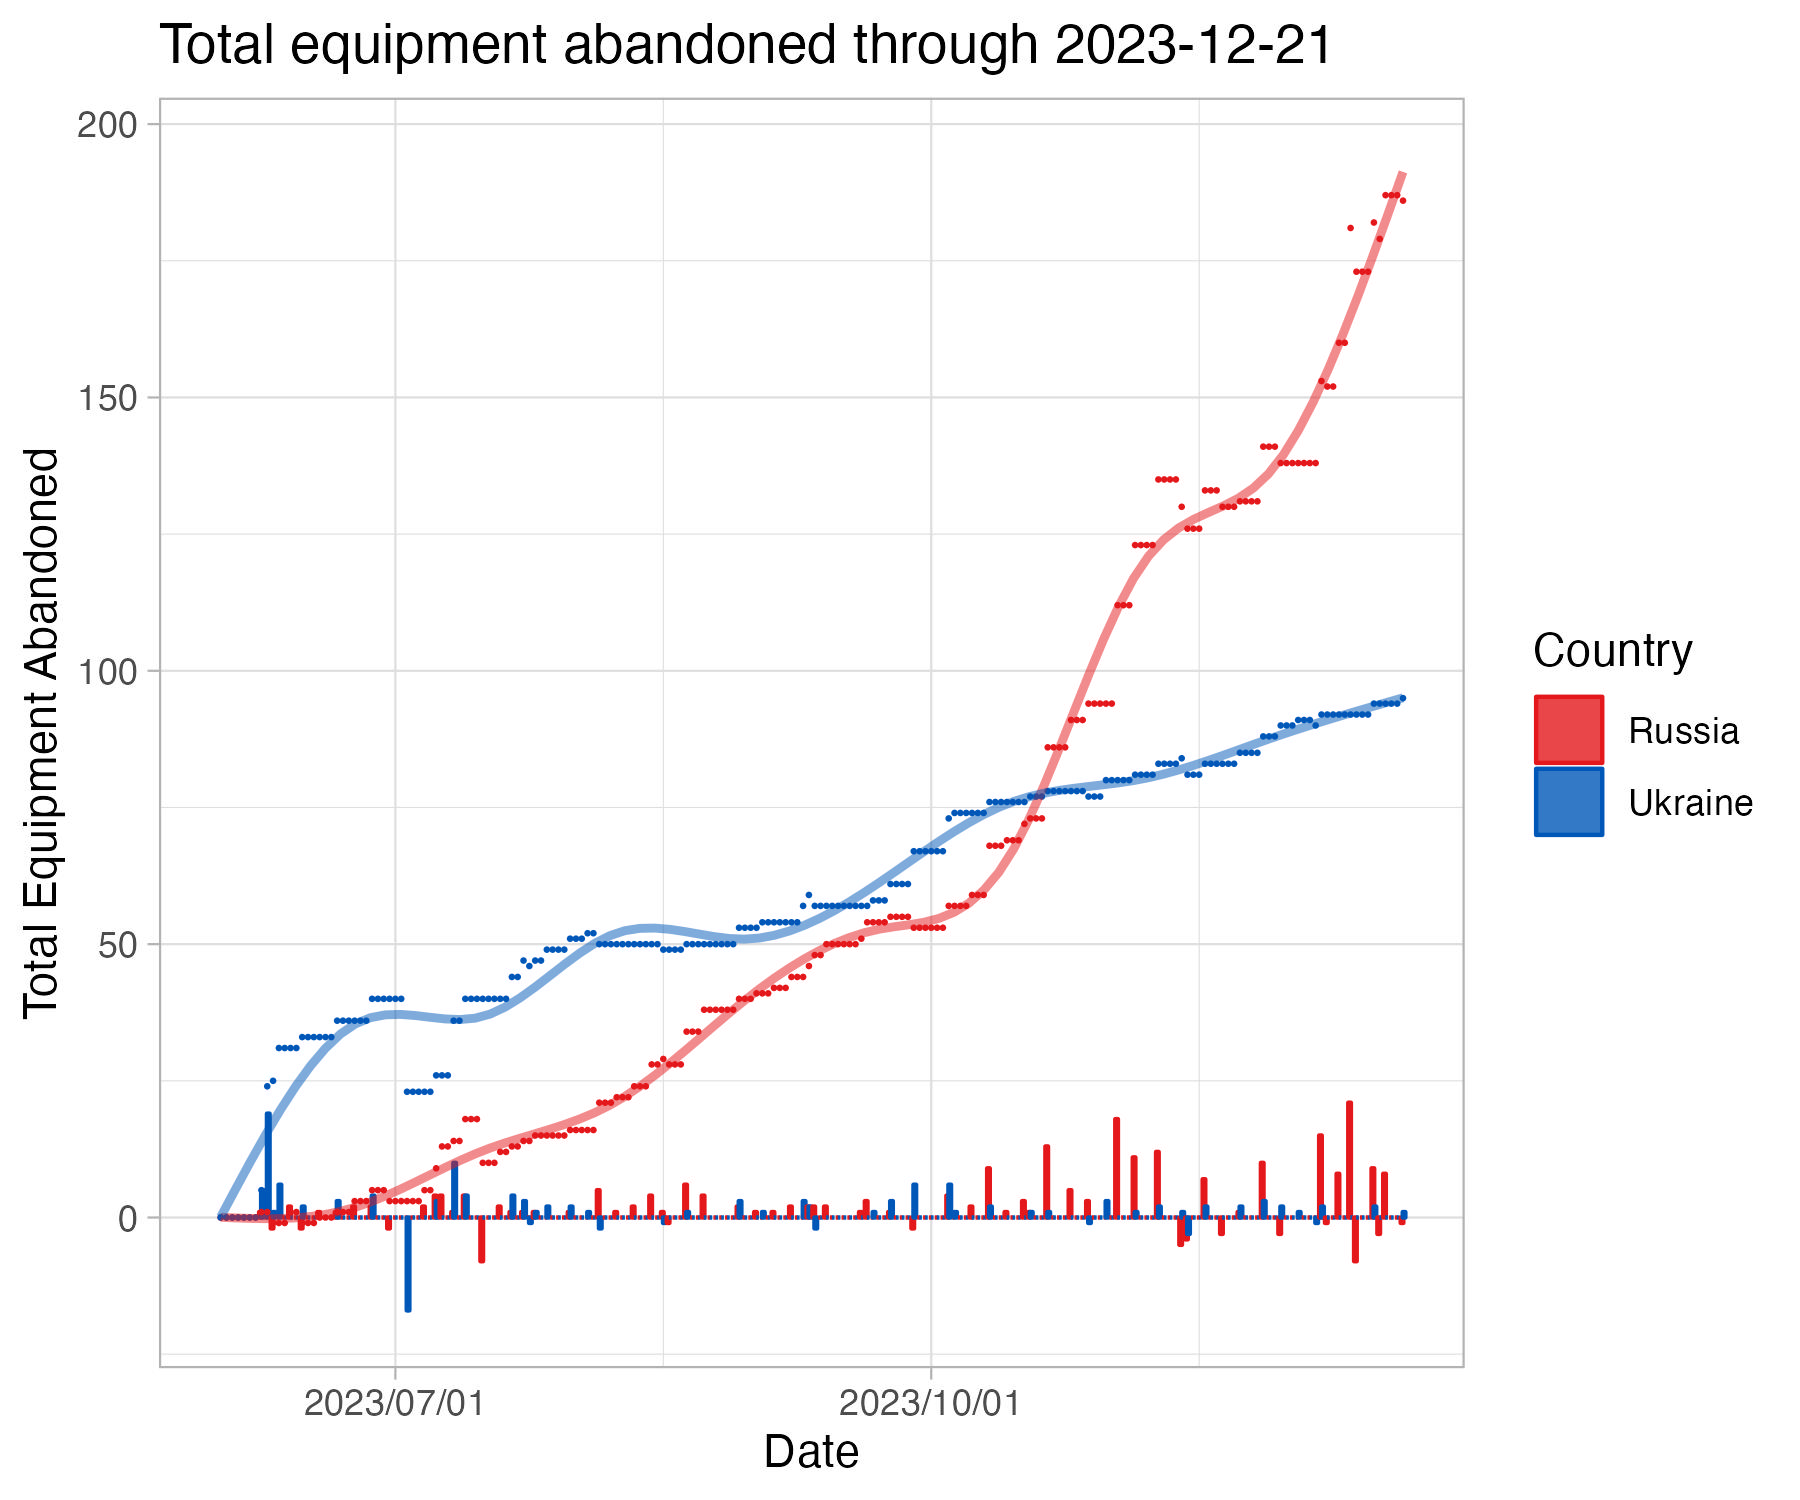 Total equipment abandoned through 2023-12-21
Total Equipment Abandoned
200
150
100
50
0
2023/07/01
2023/10/01
Date
Country
Russia
Ukraine